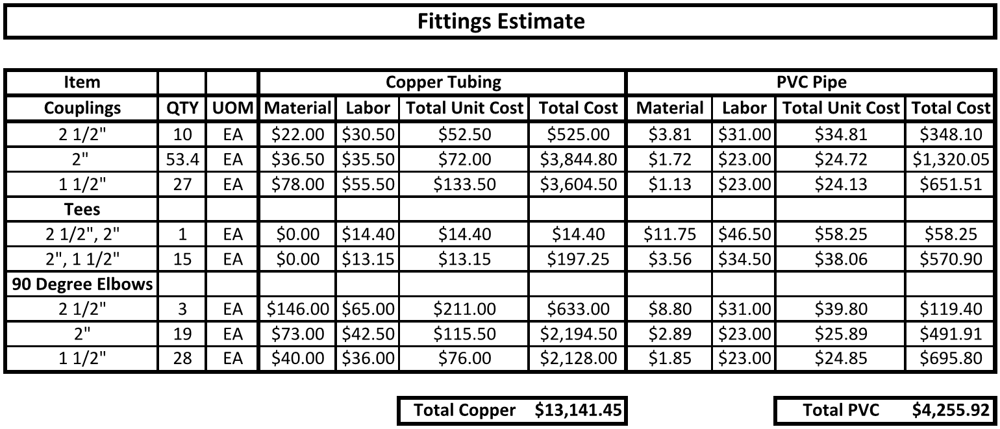 Fittings Estimate
Item Copper Tubing PVC Pipe
Couplings QTY UOM Material Labor Total Unit Cost Total Cost Material Labor Total Unit Cost Total Cost
2 1/2" 10 EA $22.00 $30.50 $52.50 $525.00 $3.81 $31.00 $34.81 $348.10
2" 53.4 EA $36.50 $35.50 $72.00 $3,844.80 $1.72 $23.00 $24.72 $1,320.05
1 1/2" 27 EA $78.00 $55.50 $133.50 $3,604.50 $1.13 $23.00 $24.13 $651.51
Tees
2 1/2", 2" 1 EA $0.00 $14.40 $14.40 $14.40 $11.75 $46.50 $58.25 $58.25
2", 1 1/2" 15 EA $0.00 $13.15 $13.15 $197.25 $3.56 $34.50 $38.06 $570.90
90 Degree Elbows
2 1/2" 3 EA $146.00 $65.00 $211.00 $633.00 $8.80 $31.00 $39.80 $119.40
2" 19 EA $73.00 $42.50 $115.50 $2,194.50 $2.89 $23.00 $25.89 $491.91
1 1/2" 28 EA $40.00 $36.00 $76.00 $2,128.00 $1.85 $23.00 $24.85 $695.80
Total Copper $13,141.45 Total PVC $4,255.92